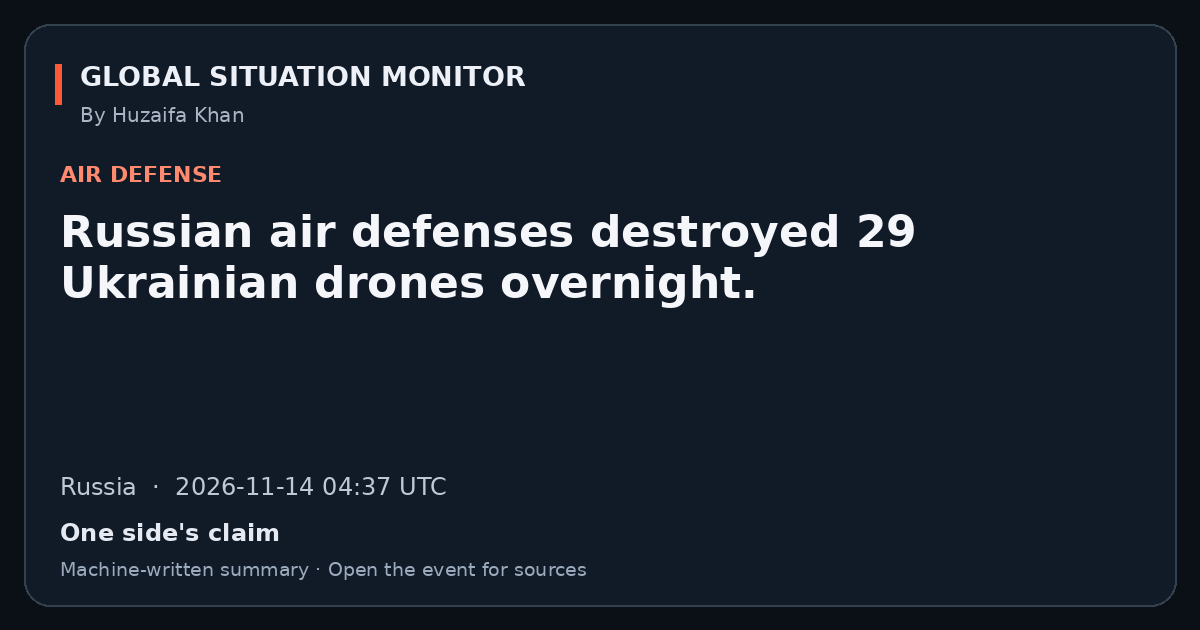 GLOBAL SITUATION MONITOR
By Huzaifa Khan
AIR DEFENSE
Russian air defenses destroyed 29
Ukrainian drones overnight.
Russia · 2026-11-14 04:37 UTC
One side's claim
Machine-written summary · Open the event for sources